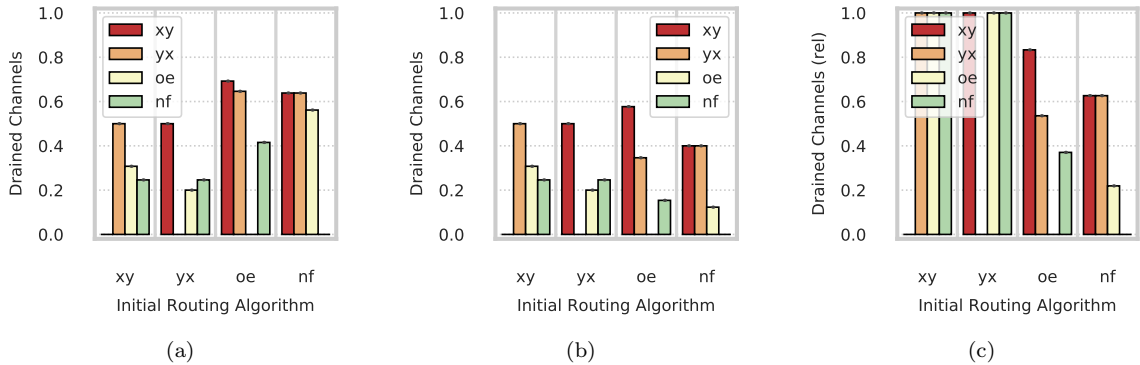 Drained Channels
1.0
0.8
0.6
0.4
0.2
0.0
xy
yx
oe
nf
xy yx oe nf
Initial Routing Algorithm
(a)
Drained Channels
1.0
0.8
0.6
0.4
0.2
0.0
xy
yx
oe
nf
xy yx oe nf
Initial Routing Algorithm
(b)
Drained Channels (rel)
1.0
0.8
0.6
0.4
0.2
0.0
xy
yx
oe
nf
xy yx oe nf
Initial Routing Algorithm
(c)